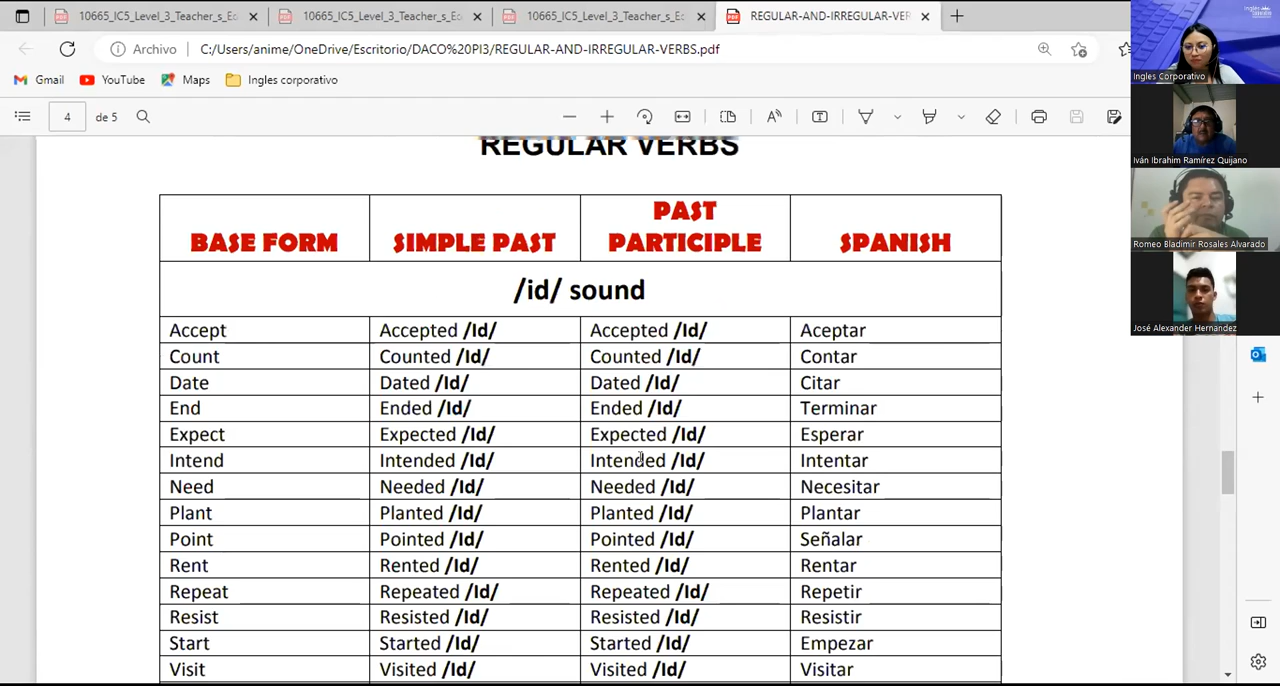 10665_IC5_Level_3_Teacher_s_Ec
10665_IC5_Level_3_Teacher_s_Ec
10665_IC5_Level_3_Teacher_s_Ec
REGULAR-AND-IRREGULAR-VER
Archivo
C:/Users/anime/OneDrive/Escritorio/DACO%20PI3/REGULAR-AND-IRREGULAR-VERBS.pdf
Gmail YouTube Maps Ingles corporativo
4 de 5
REGULAR VERBS
BASE FORM SIMPLE PAST PAST PARTICIPLE SPANISH
/id/ sound
Accept Accepted /Id/ Accepted /Id/ Aceptar
Count Counted /Id/ Counted /Id/ Contar
Date Dated /Id/ Dated /Id/ Citar
End Ended /Id/ Ended /Id/ Terminar
Expect Expected /Id/ Expected /Id/ Esperar
Intend Intended /Id/ Intended /Id/ Intentar
Need Needed /Id/ Needed /Id/ Necesitar
Plant Planted /Id/ Planted /Id/ Plantar
Point Pointed /Id/ Pointed /Id/ Señalar
Rent Rented /Id/ Rented /Id/ Rentar
Repeat Repeated /Id/ Repeated /Id/ Repetir
Resist Resisted /Id/ Resisted /Id/ Resistir
Start Started /Id/ Started /Id/ Empezar
Visit Visited /Id/ Visited /Id/ Visitar
Ingles Corporativo
Iván Ibrahim Ramírez Quijano
Romeo Bladimir Rosales Alvarado
José Alexander Hernandez